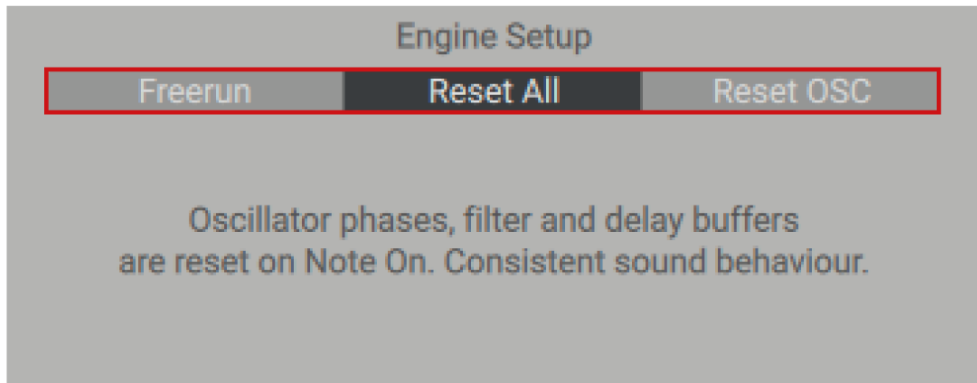 Engine Setup
Freerun Reset All Reset OSC
Oscillator phases, filter and delay buffers
are reset on Note On. Consistent sound behaviour.